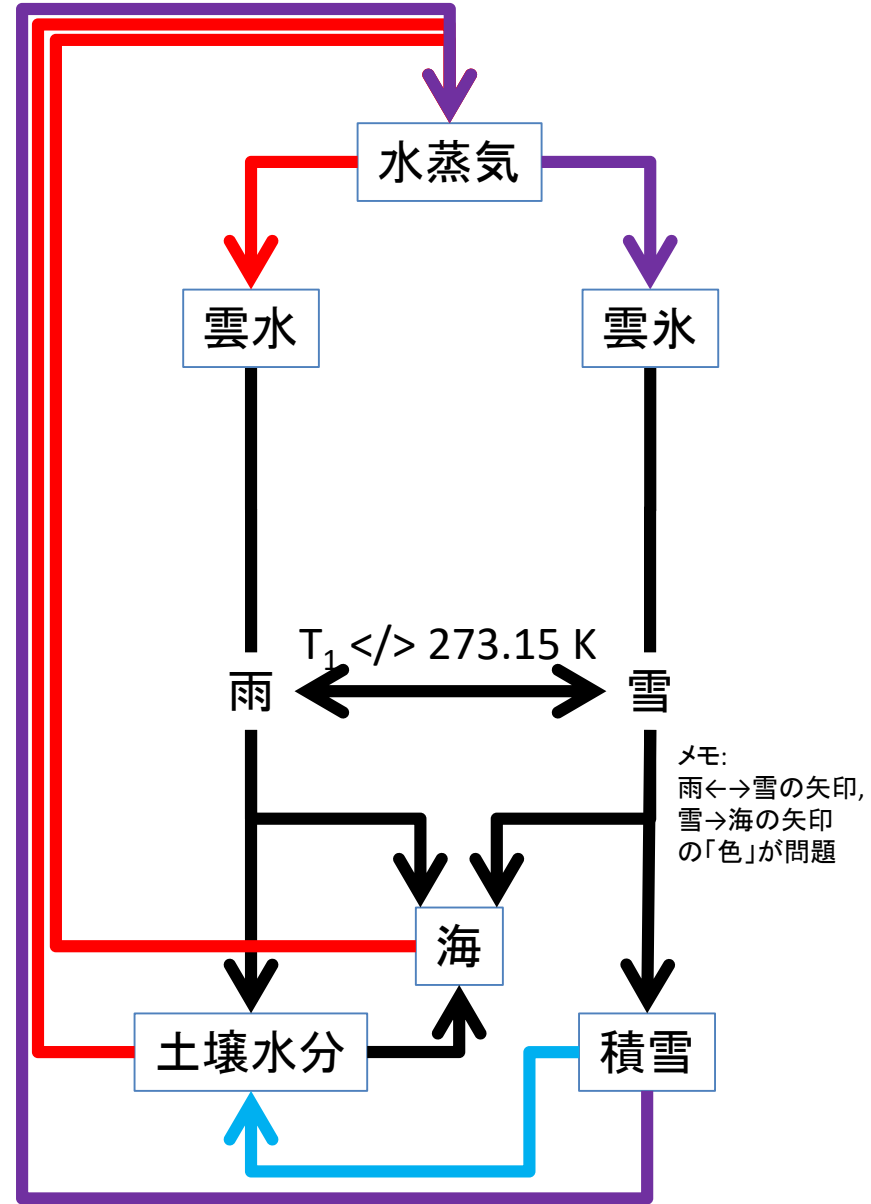 水蒸気
雲水
雲氷
T₁ </> 273.15 K
雨
雪
メモ:
雨←→雪の矢印,
雪→海の矢印
の「色」が問題
海
土壌水分
積雪